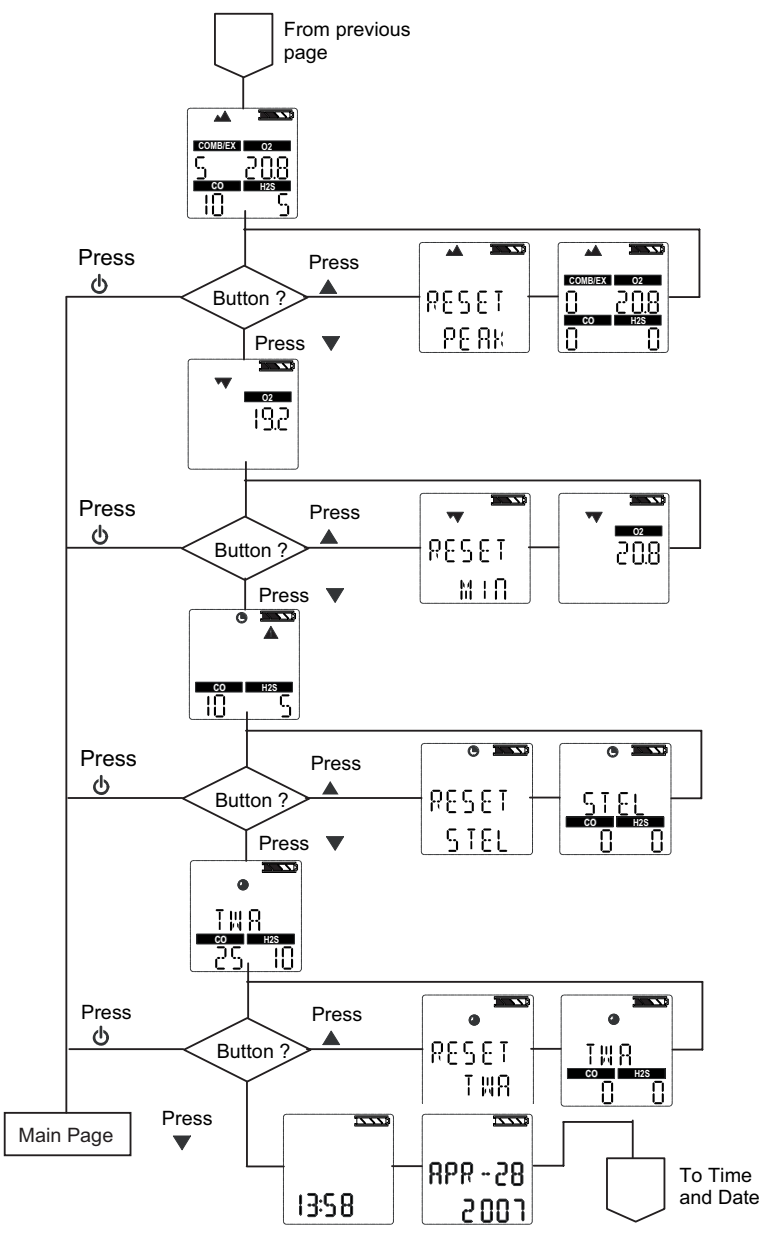 From previous
page
COMB/EX O2
5 20.8
CO H2S
10 5
Press
Press
Button ?
RESET
PEAK
COMB/EX O2
0 20.8
CO H2S
0 0
Press
O2
19.2
Press
Press
Button ?
RESET
MIN
O2
20.8
Press
CO H2S
10 5
Press
Press
Button ?
RESET
STEL
STEL
CO H2S
0 0
Press
TWA
CO H2S
25 10
Press
Press
Button ?
RESET
TWA
TWA
CO H2S
0 0
Main Page
Press
13:58
APR-28
2007
To Time
and Date